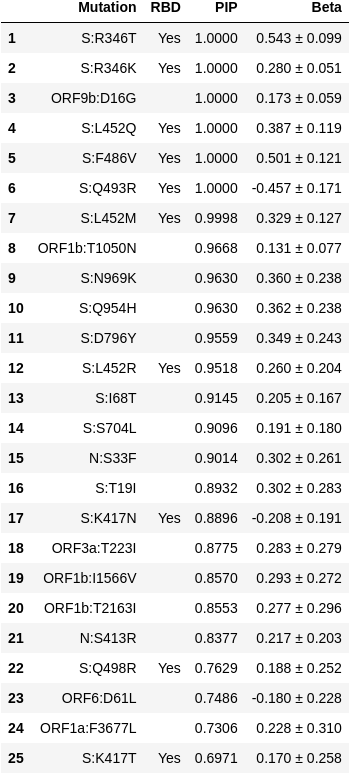 Mutation RBD PIP Beta
1 S:R346T Yes 1.0000 0.543 ± 0.099
2 S:R346K Yes 1.0000 0.280 ± 0.051
3 ORF9b:D16G 1.0000 0.173 ± 0.059
4 S:L452Q Yes 1.0000 0.387 ± 0.119
5 S:F486V Yes 1.0000 0.501 ± 0.121
6 S:Q493R Yes 1.0000 -0.457 ± 0.171
7 S:L452M Yes 0.9998 0.329 ± 0.127
8 ORF1b:T1050N 0.9668 0.131 ± 0.077
9 S:N969K 0.9630 0.360 ± 0.238
10 S:Q954H 0.9630 0.362 ± 0.238
11 S:D796Y 0.9559 0.349 ± 0.243
12 S:L452R Yes 0.9518 0.260 ± 0.204
13 S:I68T 0.9145 0.205 ± 0.167
14 S:S704L 0.9096 0.191 ± 0.180
15 N:S33F 0.9014 0.302 ± 0.261
16 S:T19I 0.8932 0.302 ± 0.283
17 S:K417N Yes 0.8896 -0.208 ± 0.191
18 ORF3a:T223I 0.8775 0.283 ± 0.279
19 ORF1b:I1566V 0.8570 0.293 ± 0.272
20 ORF1b:T2163I 0.8553 0.277 ± 0.296
21 N:S413R 0.8377 0.217 ± 0.203
22 S:Q498R Yes 0.7629 0.188 ± 0.252
23 ORF6:D61L 0.7486 -0.180 ± 0.228
24 ORF1a:F3677L 0.7306 0.228 ± 0.310
25 S:K417T Yes 0.6971 0.170 ± 0.258